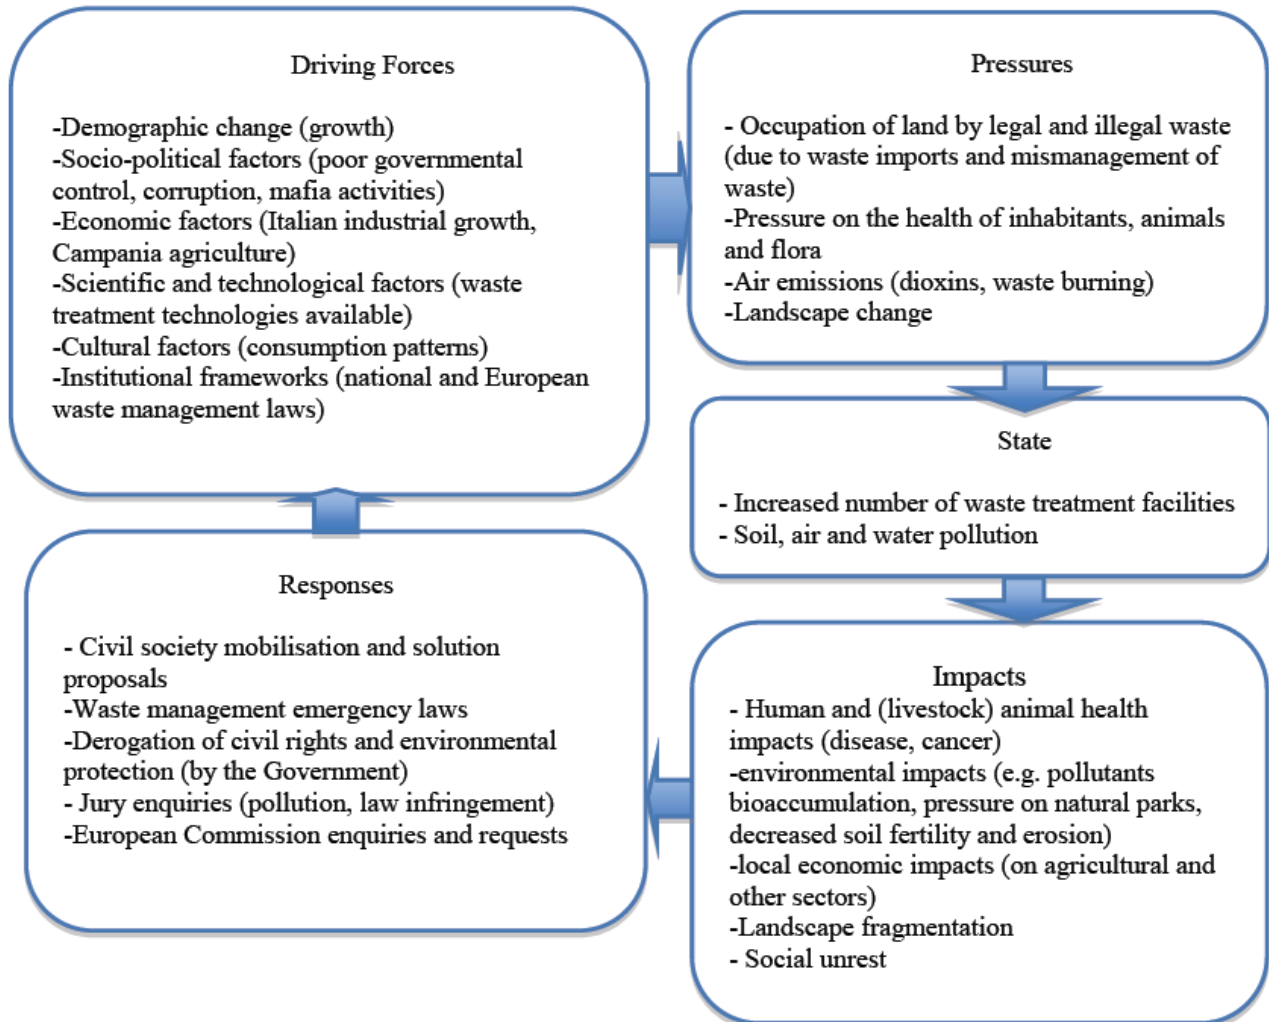 Driving Forces
-Demographic change (growth)
-Socio-political factors (poor governmental
control, corruption, mafia activities)
-Economic factors (Italian industrial growth,
Campania agriculture)
-Scientific and technological factors (waste
treatment technologies available)
-Cultural factors (consumption patterns)
-Institutional frameworks (national and European
waste management laws)
Pressures
- Occupation of land by legal and illegal waste
(due to waste imports and mismanagement of
waste)
-Pressure on the health of inhabitants, animals
and flora
-Air emissions (dioxins, waste burning)
-Landscape change
State
- Increased number of waste treatment facilities
- Soil, air and water pollution
Impacts
- Human and (livestock) animal health
impacts (disease, cancer)
-environmental impacts (e.g. pollutants
bioaccumulation, pressure on natural parks,
decreased soil fertility and erosion)
-local economic impacts (on agricultural and
other sectors)
-Landscape fragmentation
- Social unrest
Responses
- Civil society mobilisation and solution
proposals
-Waste management emergency laws
-Derogation of civil rights and environmental
protection (by the Government)
- Jury enquiries (pollution, law infringement)
-European Commission enquiries and requests